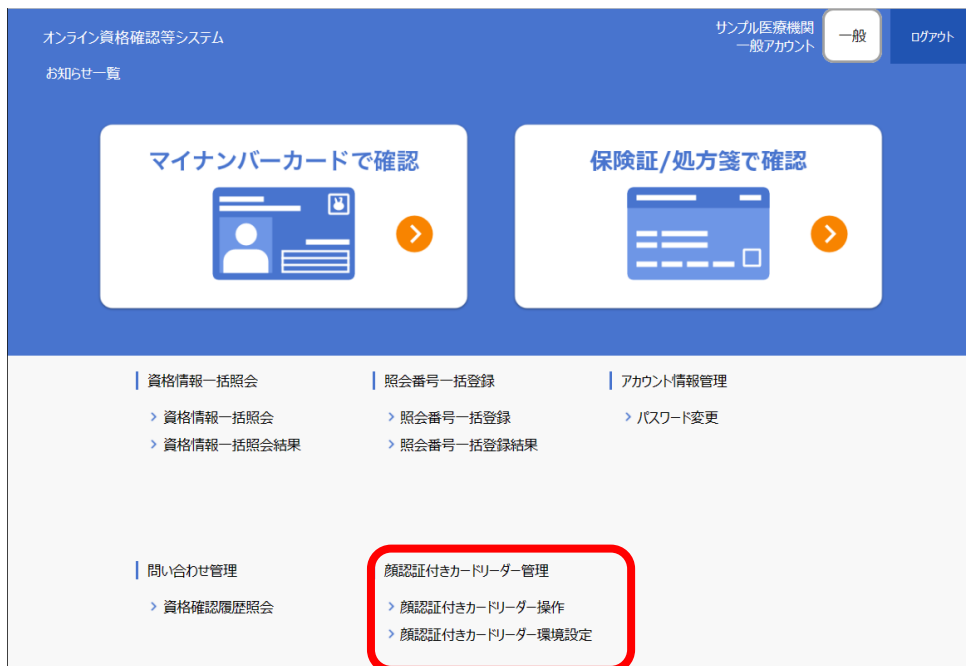 オンライン資格確認等システム
サンプル医療機関
一般アカウント
一般
ログアウト
お知らせ一覧
マイナンバーカードで確認
保険証/処方箋で確認
資格情報一括照会
資格情報一括照会
資格情報一括照会結果
照会番号一括登録
照会番号一括登録
照会番号一括登録結果
アカウント情報管理
パスワード変更
問い合わせ管理
資格確認履歴照会
顔認証付きカードリーダー管理
顔認証付きカードリーダー操作
顔認証付きカードリーダー環境設定